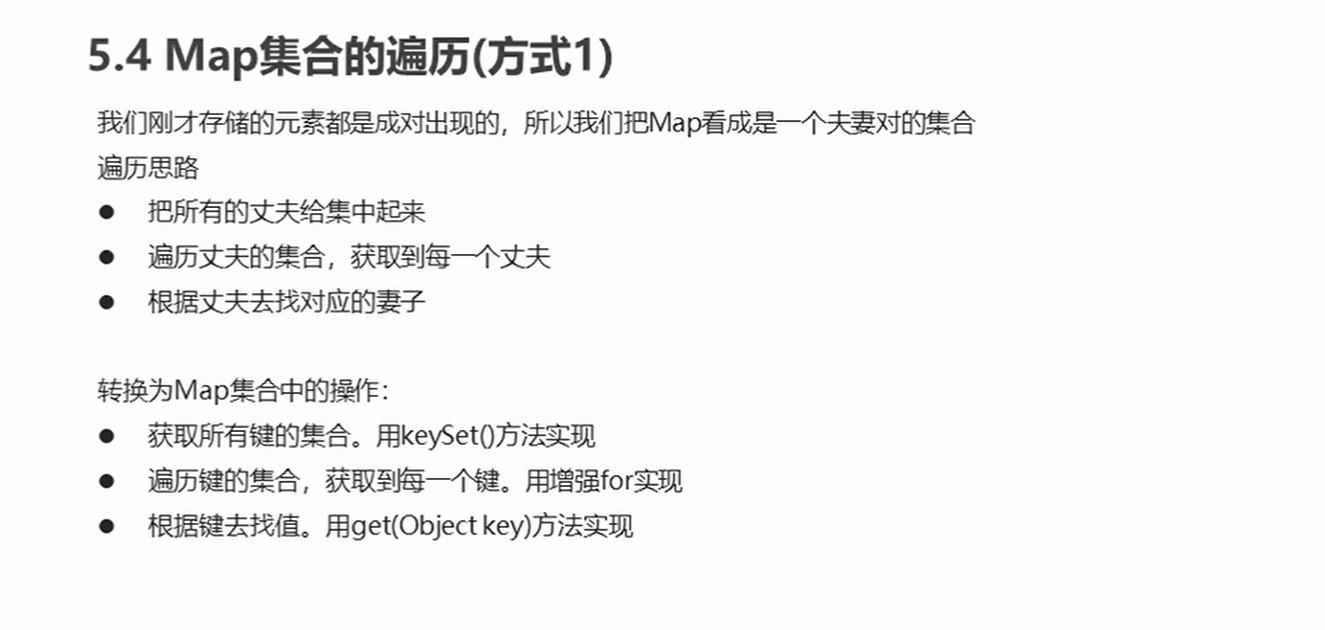 5.4 Map集合的遍历(方式1)
我们刚才存储的元素都是成对出现的，所以我们把Map看成是一个夫妻对的集合
遍历思路
● 把所有的丈夫给集中起来
● 遍历丈夫的集合，获取到每一个丈夫
● 根据丈夫去找对应的妻子
转换为Map集合中的操作：
● 获取所有键的集合。用keySet()方法实现
● 遍历键的集合，获取到每一个键。用增强for实现
● 根据键去找值。用get(Object key)方法实现